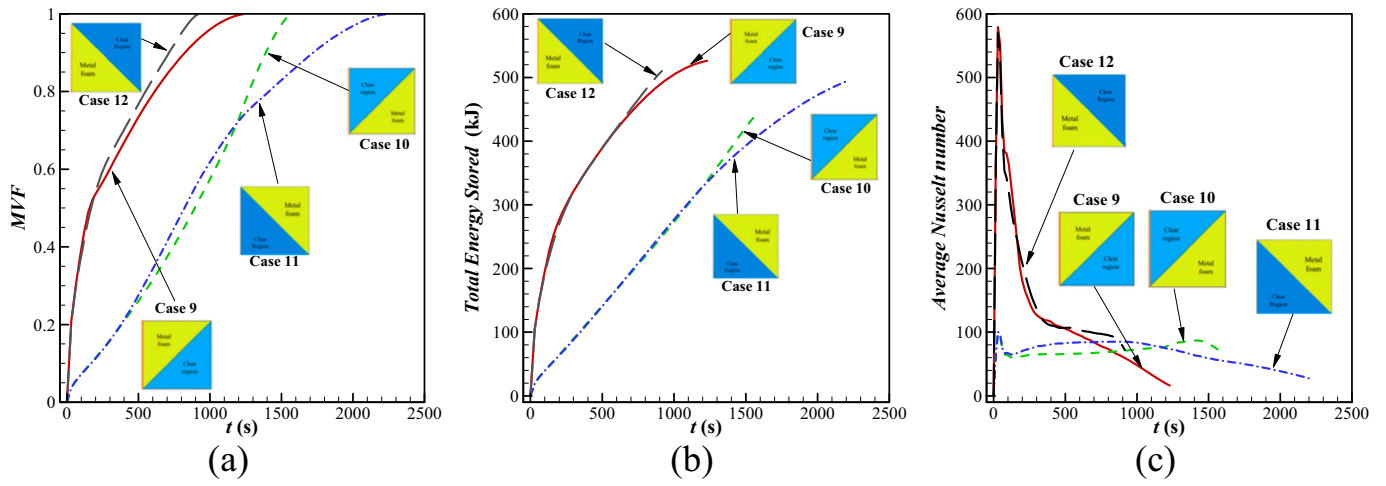 MVF
1
0.8
0.6
0.4
0.2
0
0
500
1000
1500
2000
2500
t (s)
Clear
Region
Metal
foam
Case 12
Clear
region
Metal
foam
Case 10
Metal
foam
Clear
Region
Case 11
Case 9
Metal
foam
Clear
region
(a)
Total Energy Stored (kJ)
600
500
400
300
200
100
0
0
500
1000
1500
2000
2500
t (s)
Clear
Region
Metal
foam
Case 12
Case 9
Metal
foam
Clear
region
Clear
region
Metal
foam
Case 10
Metal
foam
Clear
Region
Case 11
(b)
Average Nusselt number
600
500
400
300
200
100
0
0
500
1000
1500
2000
2500
t (s)
Case 12
Clear
Region
Metal
foam
Case 9
Metal
foam
Clear
region
Case 10
Clear
region
Metal
foam
Case 11
Metal
foam
Clear
Region
(c)